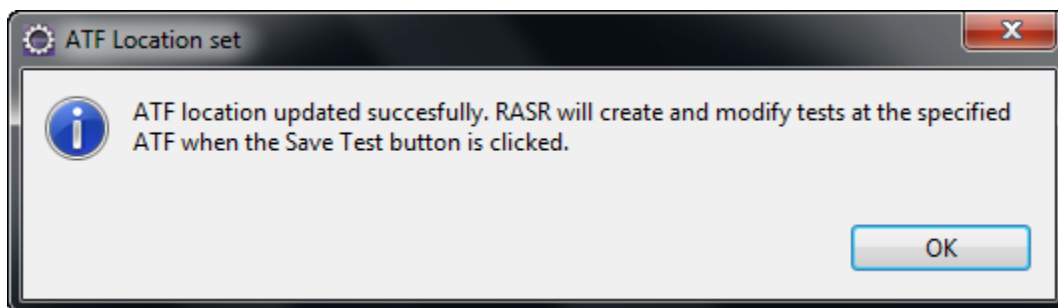 ATF Location set
ATF location updated succesfully. RASR will create and modify tests at the specified
ATF when the Save Test button is clicked.
OK